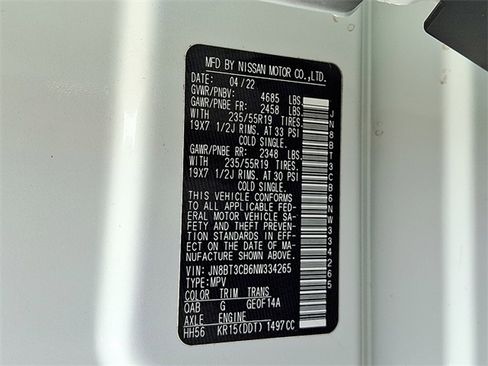 MFD BY NISSAN MOTOR CO.,LTD.
DATE: 04/22
GVWR/PNBV: 4685 LBS.
GAWR/PNBE FR: 2458 LBS.
WITH 235/55R19 TIRES,
19X7 1/2J RIMS, AT 33 PSI
COLD SINGLE.
GAWR/PNBE RR: 2348 LBS.
WITH 235/55R19 TIRES,
19X7 1/2J RIMS, AT 30 PSI
COLD SINGLE.
THIS VEHICLE CONFORMS
TO ALL APPLICABLE FED-
ERAL MOTOR VEHICLE SA-
FETY AND THEFT PREVEN-
TION STANDARDS IN EFF-
ECT ON THE DATE OF MA-
NUFACTURE SHOWN ABOVE.
VIN: JN8BT3CB6NW334265
TYPE:MPV
COLOR TRIM TRANS
QAB G GE0F14A
AXLE ENGINE
HH56 KR15(DDT) 1497CC
JN8BT3CB6NW334265